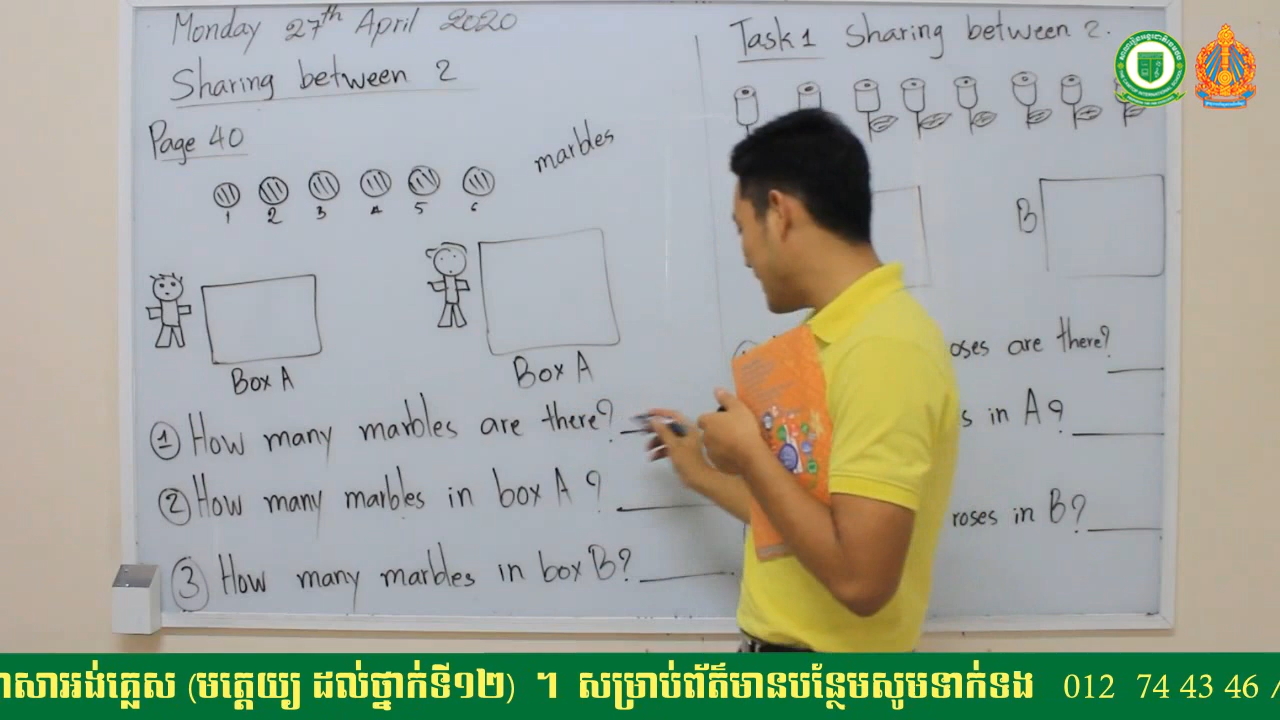 Monday 27th April 2020
Sharing between 2
Page 40
marbles
1 2 3 4 5 6
Box A
Box A
① How many marbles are there?
② How many marbles in box A ?
③ How many marbles in box B?
Task 1 Sharing between 2.
B
oses are there?
s in A?
roses in B?
ាសាអង់គ្លេស (មត្តេយ្យ ដល់ថ្នាក់ទី១២) ។ សម្រាប់ព័ត៌មានបន្ថែមសូមទាក់ទង 012 74 43 46 /